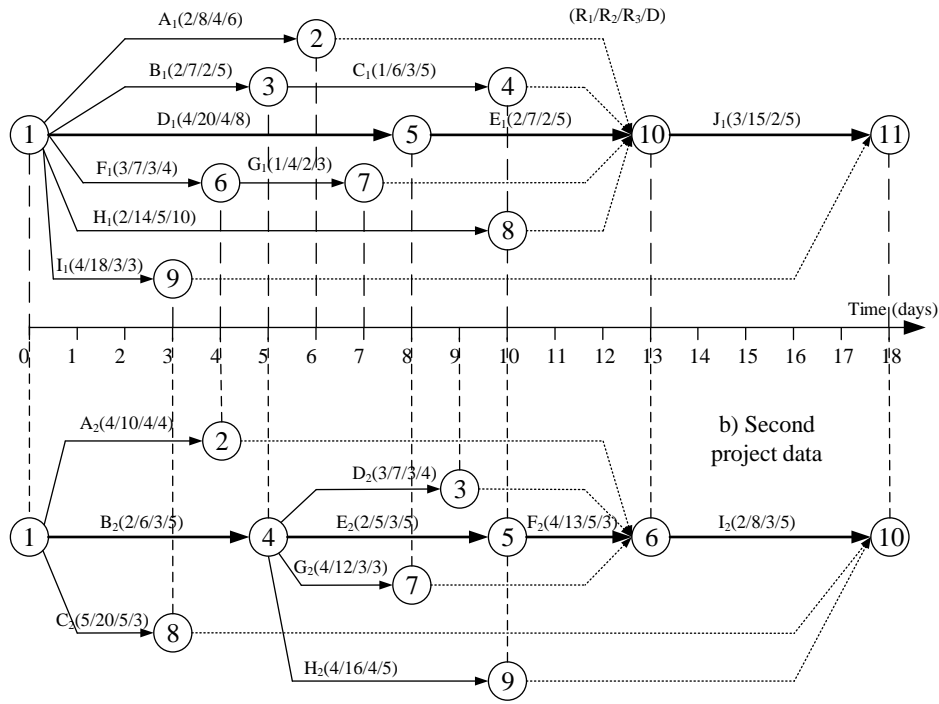 A₁(2/8/4/6)
(R₁/R₂/R₃/D)
2
B₁(2/7/2/5)
3
C₁(1/6/3/5)
4
1
D₁(4/20/4/8)
5
E₁(2/7/2/5)
10
J₁(3/15/2/5)
11
F₁(3/7/3/4)
6
G₁(1/4/2/3)
7
H₁(2/14/5/10)
8
I₁(4/18/3/3)
9
Time (days)
0 1 2 3 4 5 6 7 8 9 10 11 12 13 14 15 16 17 18
A₂(4/10/4/4)
2
b) Second
project data
D₂(3/7/3/4)
3
1
B₂(2/6/3/5)
4
E₂(2/5/3/5)
5
F₂(4/13/5/3)
6
I₂(2/8/3/5)
10
G₂(4/12/3/3)
7
C₂(5/20/5/3)
8
H₂(4/16/4/5)
9